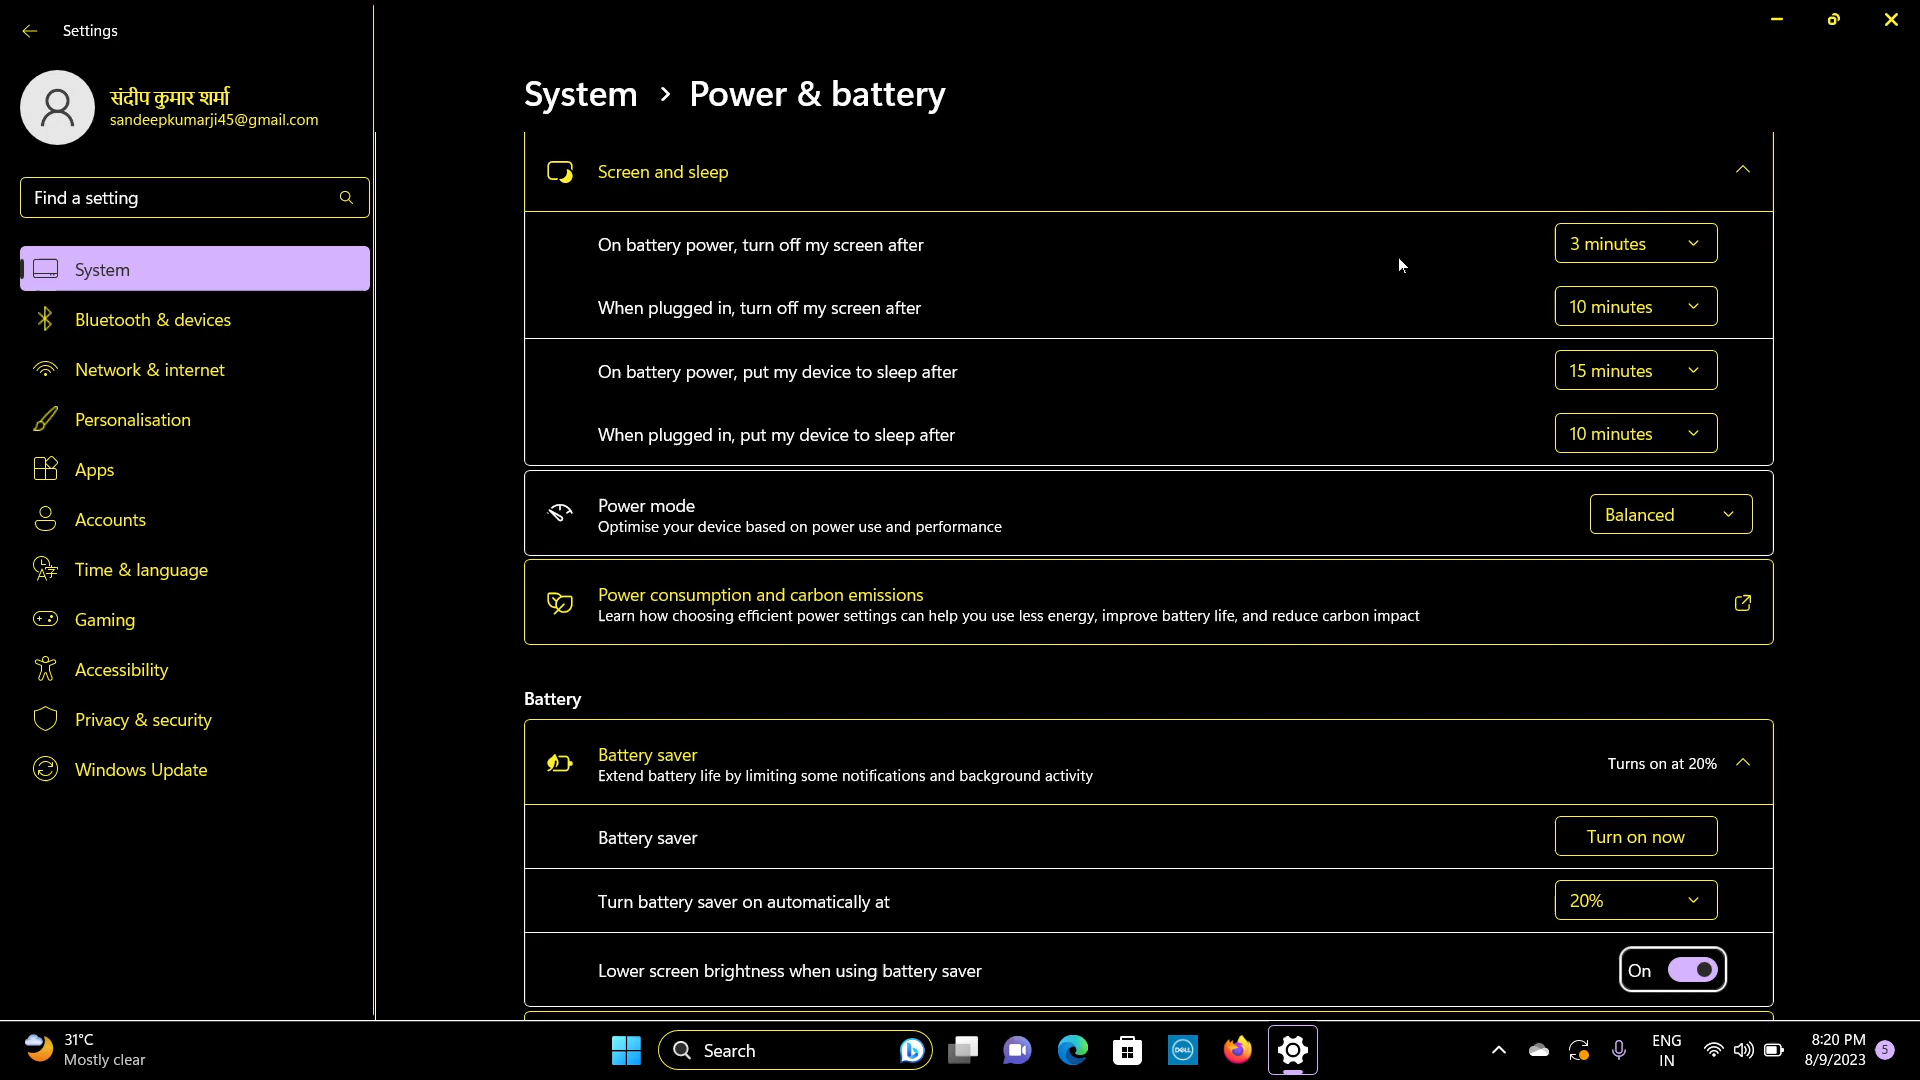 Settings
संदीप कुमार शर्मा
sandeepkumarji45@gmail.com
Find a setting
System
Bluetooth & devices
Network & internet
Personalisation
Apps
Accounts
Time & language
Gaming
Accessibility
Privacy & security
Windows Update
System > Power & battery
Screen and sleep
On battery power, turn off my screen after 3 minutes
When plugged in, turn off my screen after 10 minutes
On battery power, put my device to sleep after 15 minutes
When plugged in, put my device to sleep after 10 minutes
Power mode
Optimise your device based on power use and performance
Balanced
Power consumption and carbon emissions
Learn how choosing efficient power settings can help you use less energy, improve battery life, and reduce carbon impact
Battery
Battery saver
Extend battery life by limiting some notifications and background activity
Turns on at 20%
Battery saver Turn on now
Turn battery saver on automatically at 20%
Lower screen brightness when using battery saver On
31°C
Mostly clear
Search
DELL
ENG
IN
8:20 PM
8/9/2023
5